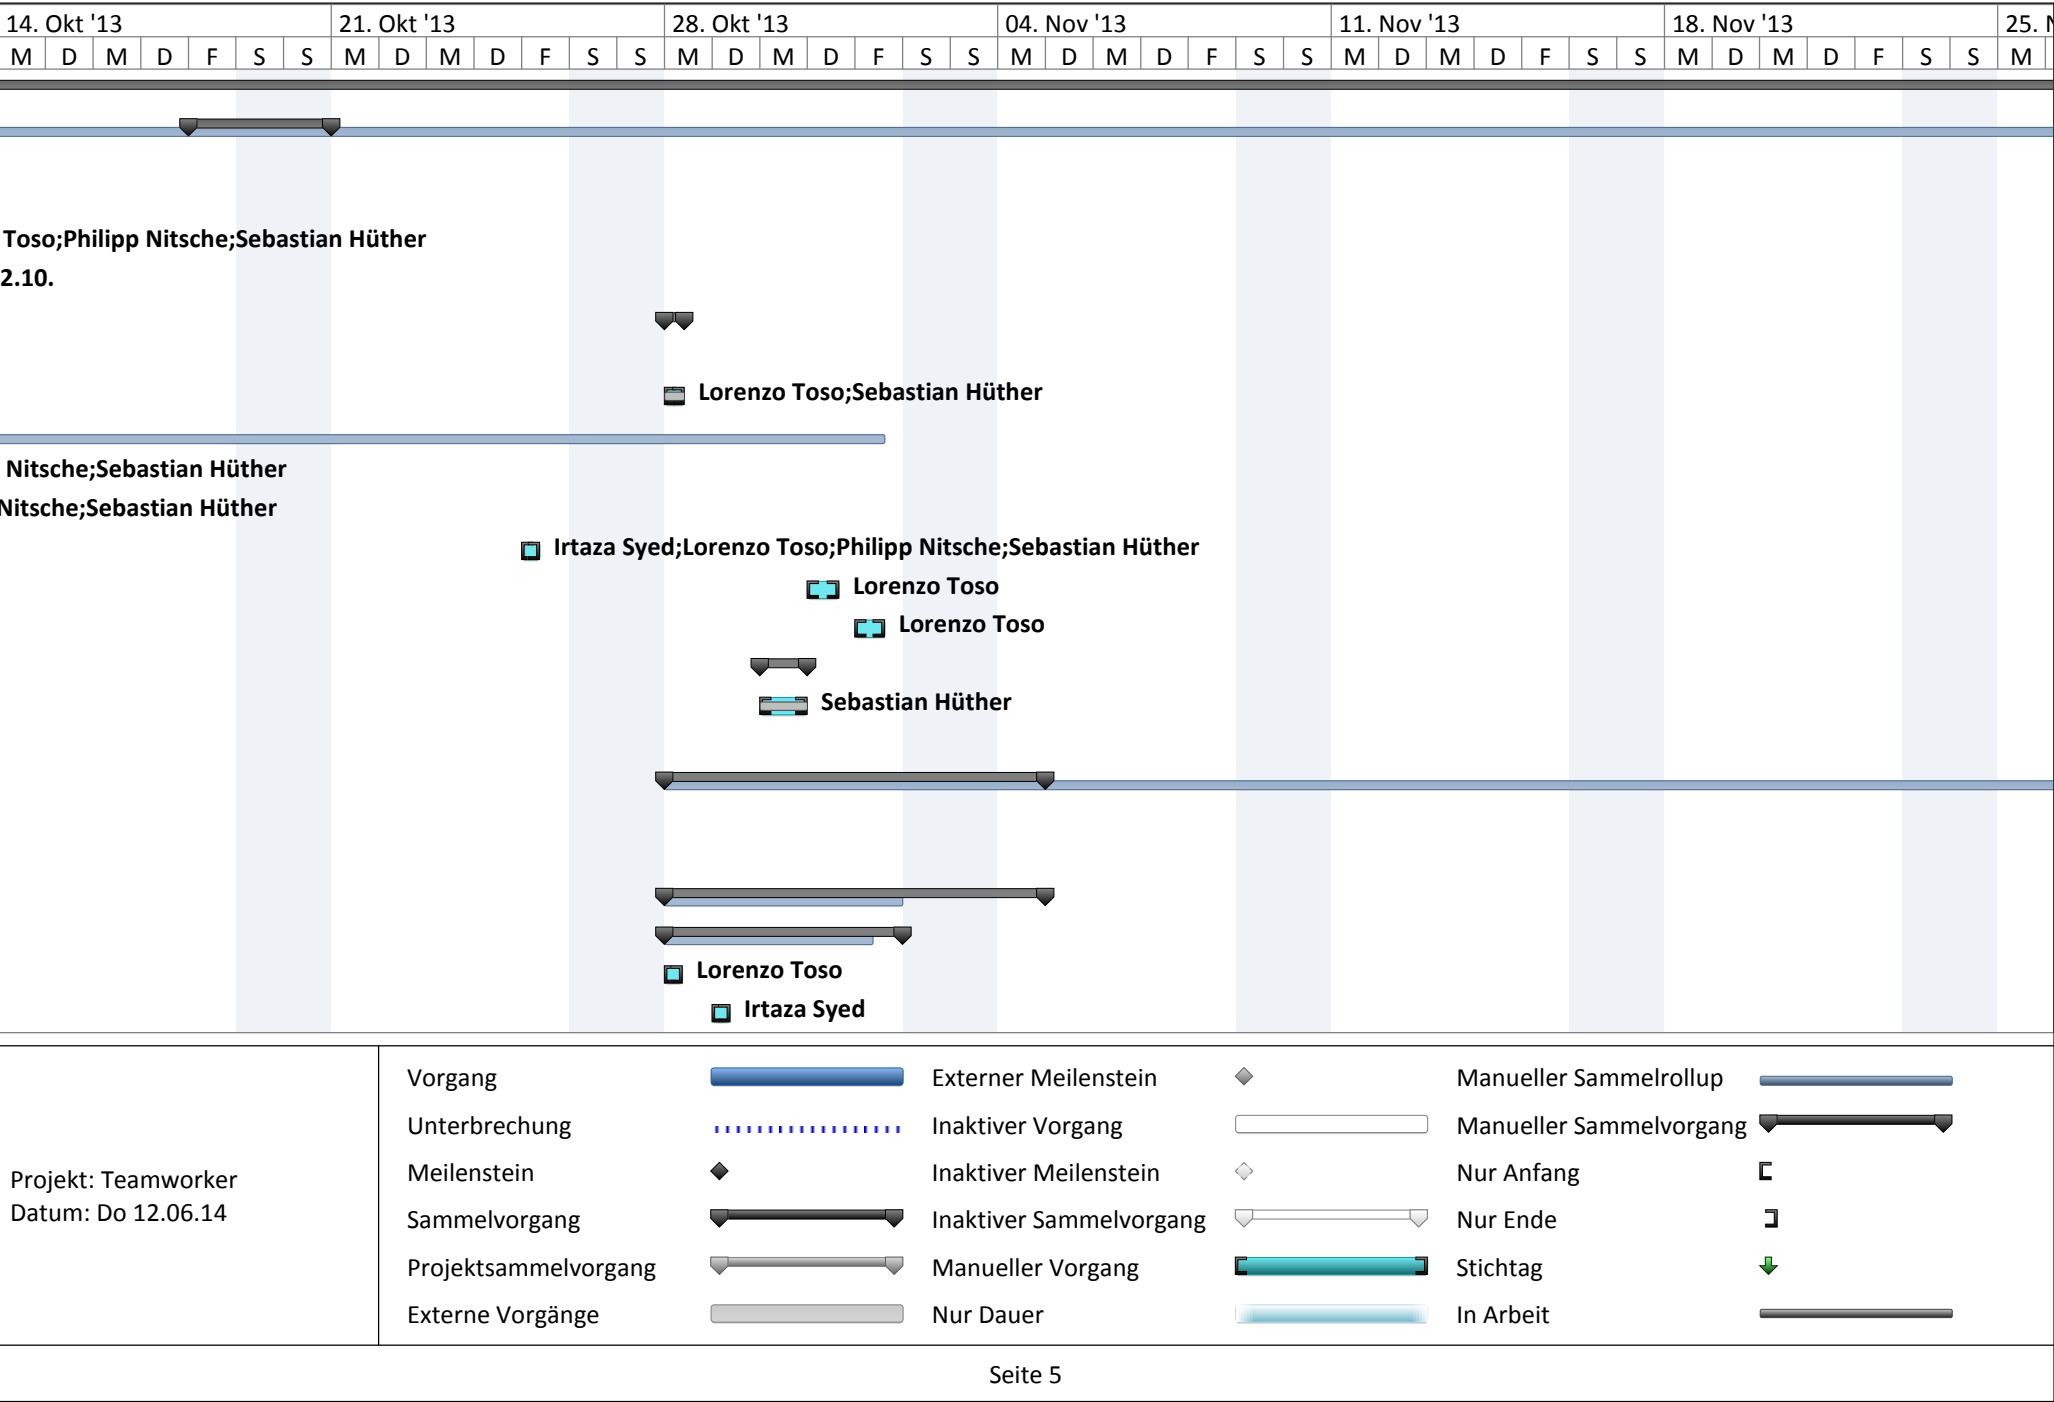 14. Okt '13 21. Okt '13 28. Okt '13 04. Nov '13 11. Nov '13 18. Nov '13 25. N
M D M D F S S M D M D F S S M D M D F S S M D M D F S S M D M D F S S M D M D F S S M
Toso;Philipp Nitsche;Sebastian Hüther
2.10.
Lorenzo Toso;Sebastian Hüther
Nitsche;Sebastian Hüther
Nitsche;Sebastian Hüther
Irtaza Syed;Lorenzo Toso;Philipp Nitsche;Sebastian Hüther
Lorenzo Toso
Lorenzo Toso
Sebastian Hüther
Lorenzo Toso
Irtaza Syed
Projekt: Teamworker
Datum: Do 12.06.14
Vorgang
Unterbrechung
Meilenstein
Sammelvorgang
Projektsammelvorgang
Externe Vorgänge
Externer Meilenstein
Inaktiver Vorgang
Inaktiver Meilenstein
Inaktiver Sammelvorgang
Manueller Vorgang
Nur Dauer
Manueller Sammelrollup
Manueller Sammelvorgang
Nur Anfang
Nur Ende
Stichtag
In Arbeit
Seite 5